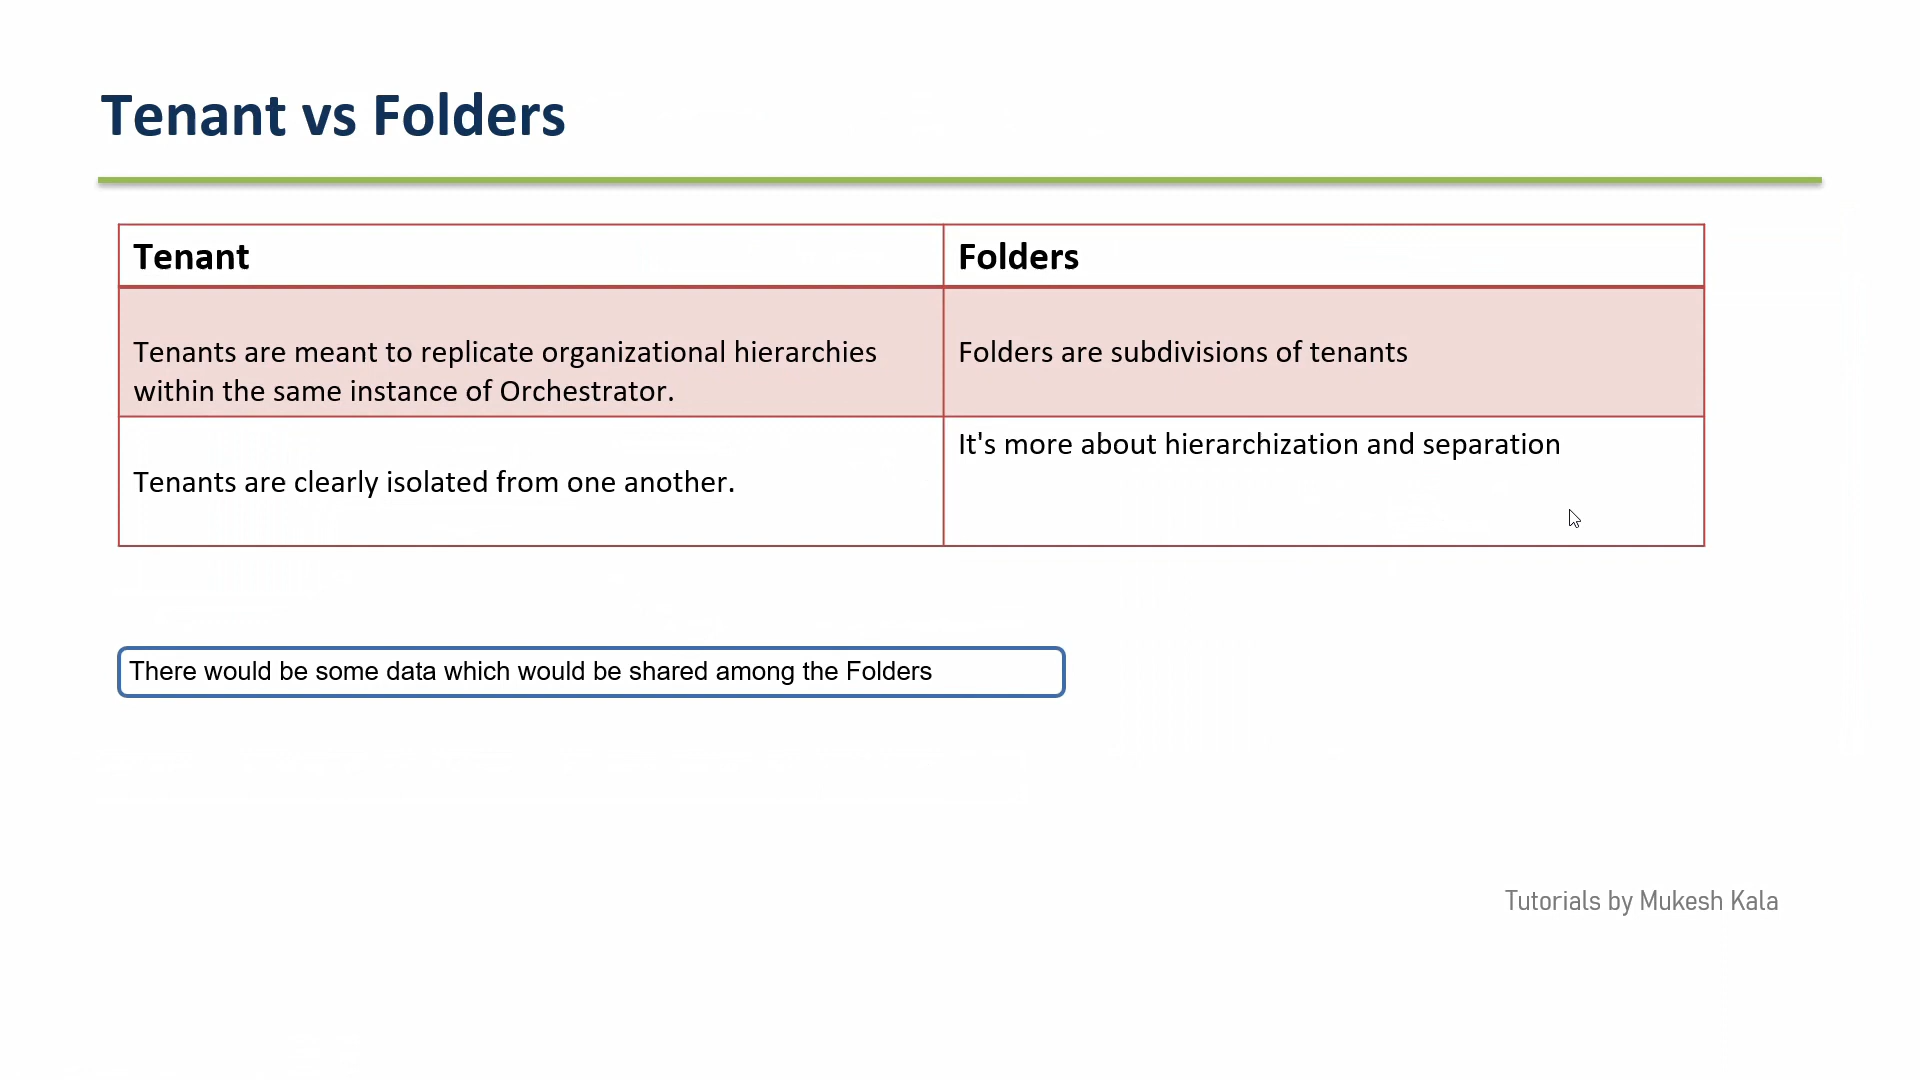 Tenant vs Folders
Tenant
Folders
Tenants are meant to replicate organizational hierarchies
within the same instance of Orchestrator.
Folders are subdivisions of tenants
Tenants are clearly isolated from one another.
It's more about hierarchization and separation
There would be some data which would be shared among the Folders
Tutorials by Mukesh Kala